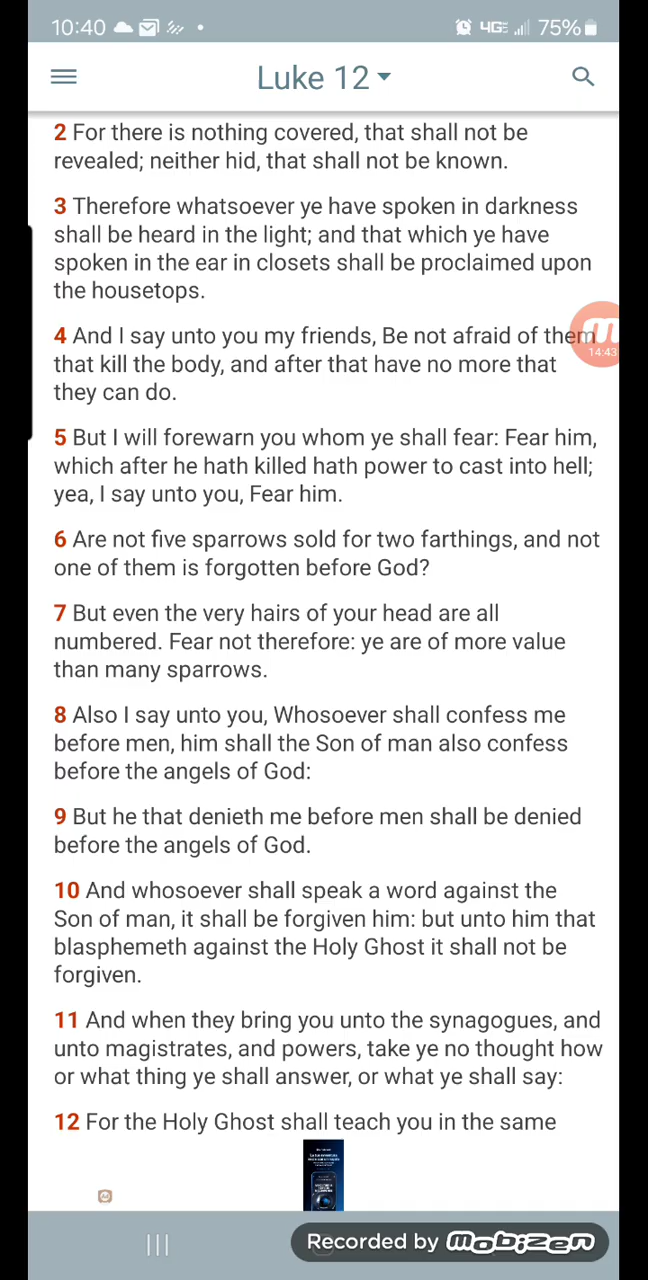 10:40
4G 75%
Luke 12
2 For there is nothing covered, that shall not be
revealed; neither hid, that shall not be known.
3 Therefore whatsoever ye have spoken in darkness
shall be heard in the light; and that which ye have
spoken in the ear in closets shall be proclaimed upon
the housetops.
4 And I say unto you my friends, Be not afraid of them
that kill the body, and after that have no more that
they can do.
14:43
5 But I will forewarn you whom ye shall fear: Fear him,
which after he hath killed hath power to cast into hell;
yea, I say unto you, Fear him.
6 Are not five sparrows sold for two farthings, and not
one of them is forgotten before God?
7 But even the very hairs of your head are all
numbered. Fear not therefore: ye are of more value
than many sparrows.
8 Also I say unto you, Whosoever shall confess me
before men, him shall the Son of man also confess
before the angels of God:
9 But he that denieth me before men shall be denied
before the angels of God.
10 And whosoever shall speak a word against the
Son of man, it shall be forgiven him: but unto him that
blasphemeth against the Holy Ghost it shall not be
forgiven.
11 And when they bring you unto the synagogues, and
unto magistrates, and powers, take ye no thought how
or what thing ye shall answer, or what ye shall say:
12 For the Holy Ghost shall teach you in the same
Recorded by Mobizen